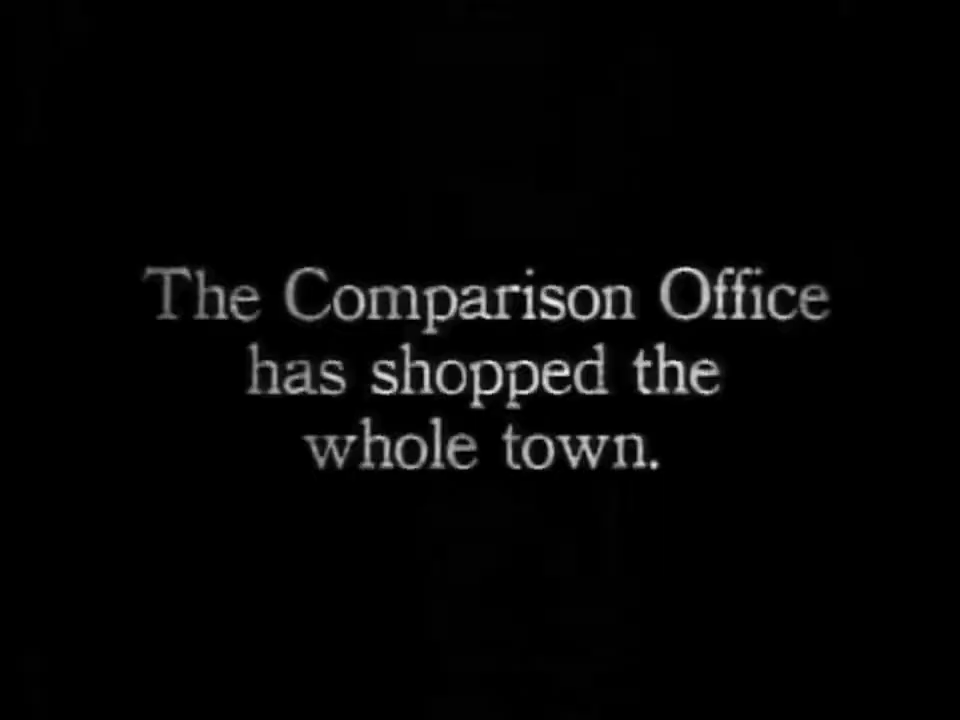 The Comparison Office
has shopped the
whole town.